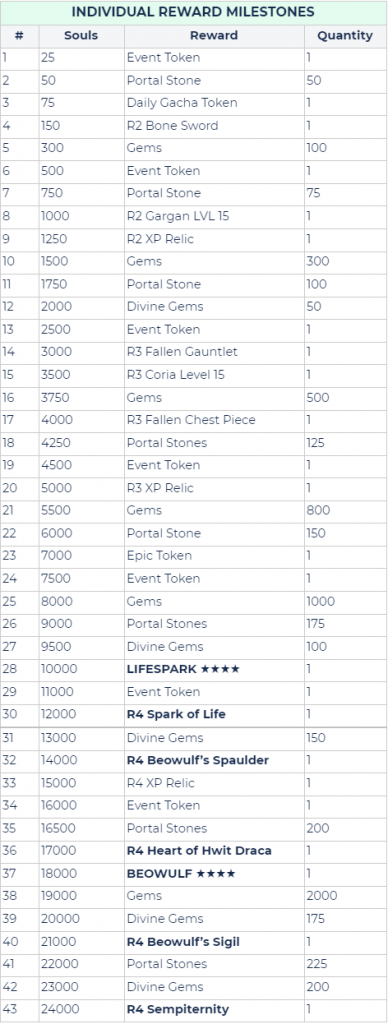 INDIVIDUAL REWARD MILESTONES
# Souls Reward Quantity
1 25 Event Token 1
2 50 Portal Stone 50
3 75 Daily Gacha Token 1
4 150 R2 Bone Sword 1
5 300 Gems 100
6 500 Event Token 1
7 750 Portal Stone 75
8 1000 R2 Gargan LVL 15 1
9 1250 R2 XP Relic 1
10 1500 Gems 300
11 1750 Portal Stone 100
12 2000 Divine Gems 50
13 2500 Event Token 1
14 3000 R3 Fallen Gauntlet 1
15 3500 R3 Coria Level 15 1
16 3750 Gems 500
17 4000 R3 Fallen Chest Piece 1
18 4250 Portal Stones 125
19 4500 Event Token 1
20 5000 R3 XP Relic 1
21 5500 Gems 800
22 6000 Portal Stone 150
23 7000 Epic Token 1
24 7500 Event Token 1
25 8000 Gems 1000
26 9000 Portal Stones 175
27 9500 Divine Gems 100
28 10000 LIFESPARK ★★★★ 1
29 11000 Event Token 1
30 12000 R4 Spark of Life 1
31 13000 Divine Gems 150
32 14000 R4 Beowulf's Spaulder 1
33 15000 R4 XP Relic 1
34 16000 Event Token 1
35 16500 Portal Stones 200
36 17000 R4 Heart of Hwit Draca 1
37 18000 BEOWULF ★★★★ 1
38 19000 Gems 2000
39 20000 Divine Gems 175
40 21000 R4 Beowulf's Sigil 1
41 22000 Portal Stones 225
42 23000 Divine Gems 200
43 24000 R4 Sempiternity 1